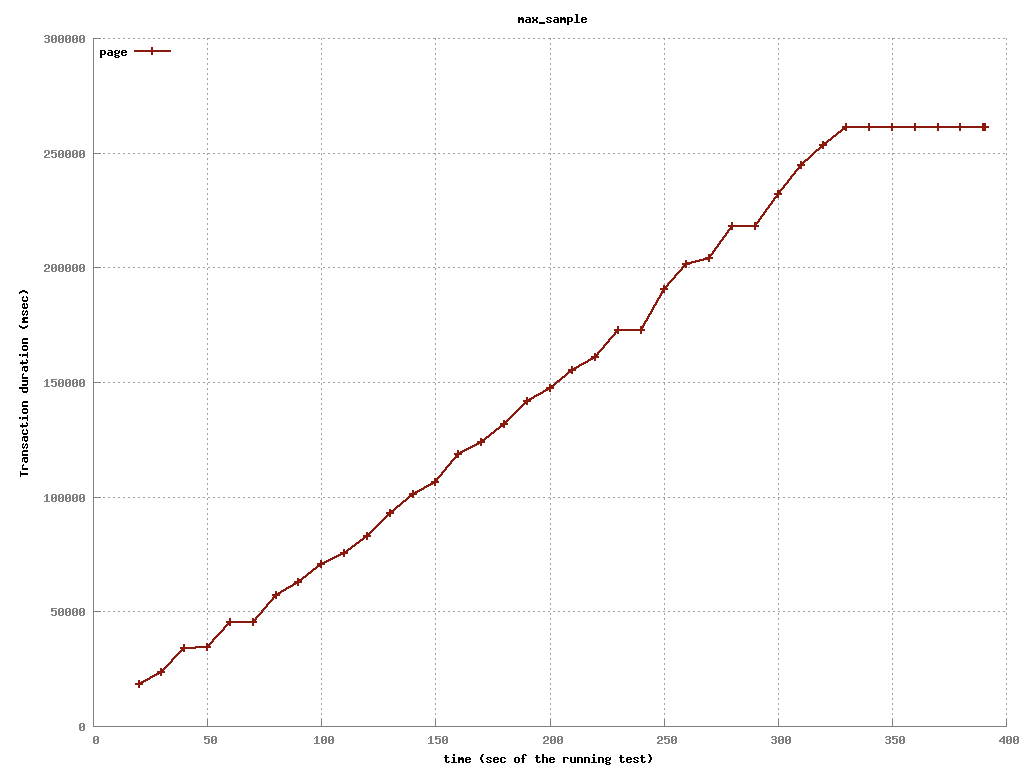 max_sample
page
300000
250000
200000
150000
100000
50000
0
Transaction duration (msec)
0 50 100 150 200 250 300 350 400
time (sec of the running test)